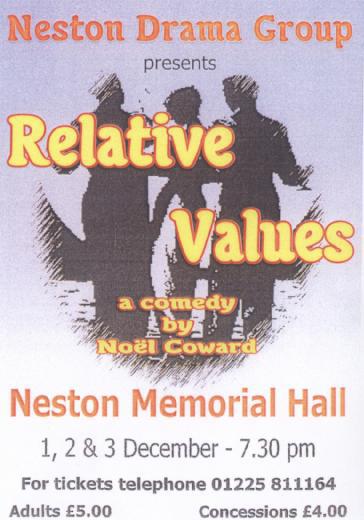 Neston Drama Group
presents
Relative
Values
a comedy
by
Noël Coward
Neston Memorial Hall
1, 2 & 3 December - 7.30 pm
For tickets telephone 01225 811164
Adults £5.00 Concessions £4.00